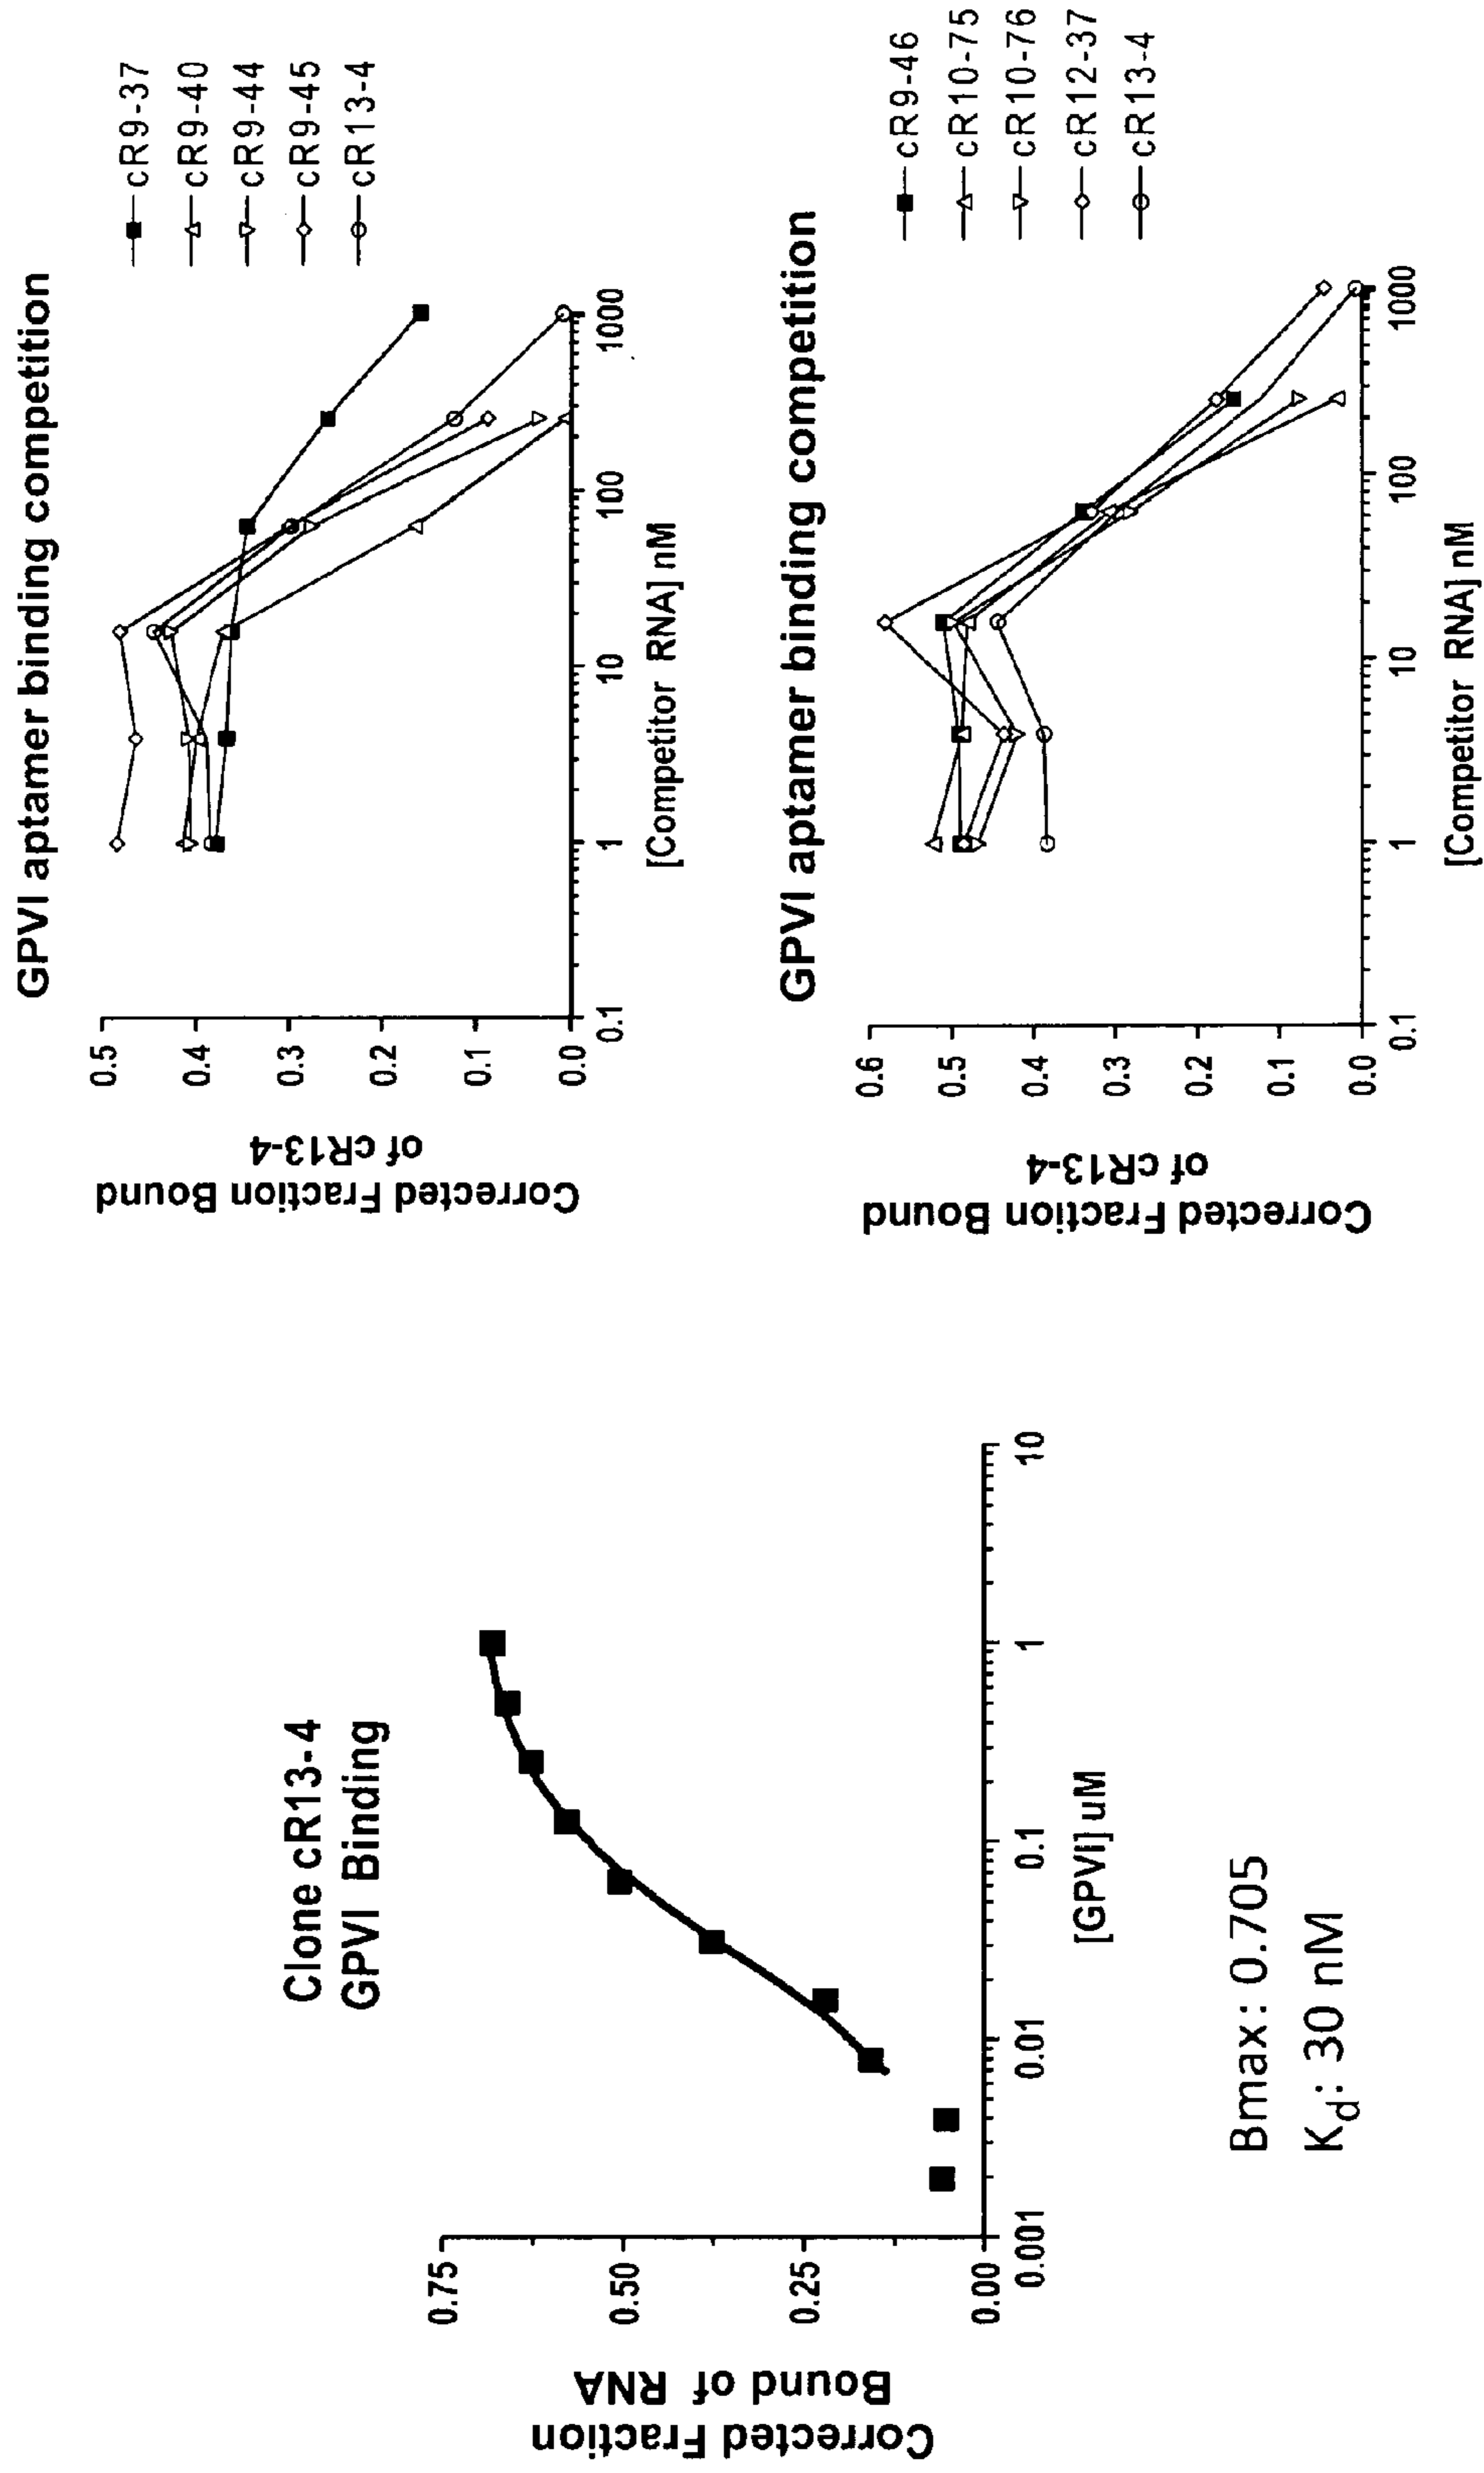 Clone cR13-4
GPVI Binding
Corrected Fraction
Bound of RNA
0.75
0.50
0.25
0.00
0.001
0.01
0.1
1
10
[GPVI] uM
Bmax: 0.705
Kd: 30 nM
GPVI aptamer binding competition
Corrected Fraction Bound
of cR13-4
0.5
0.4
0.3
0.2
0.1
0.0
0.1
1
10
100
1000
[Competitor RNA] nM
cR9-37
cR9-40
cR9-44
cR9-45
cR13-4
GPVI aptamer binding competition
Corrected Fraction Bound
of cR13-4
0.6
0.5
0.4
0.3
0.2
0.1
0.0
0.1
1
10
100
1000
[Competitor RNA] nM
cR9-46
cR10-75
cR10-76
cR12-37
cR13-4